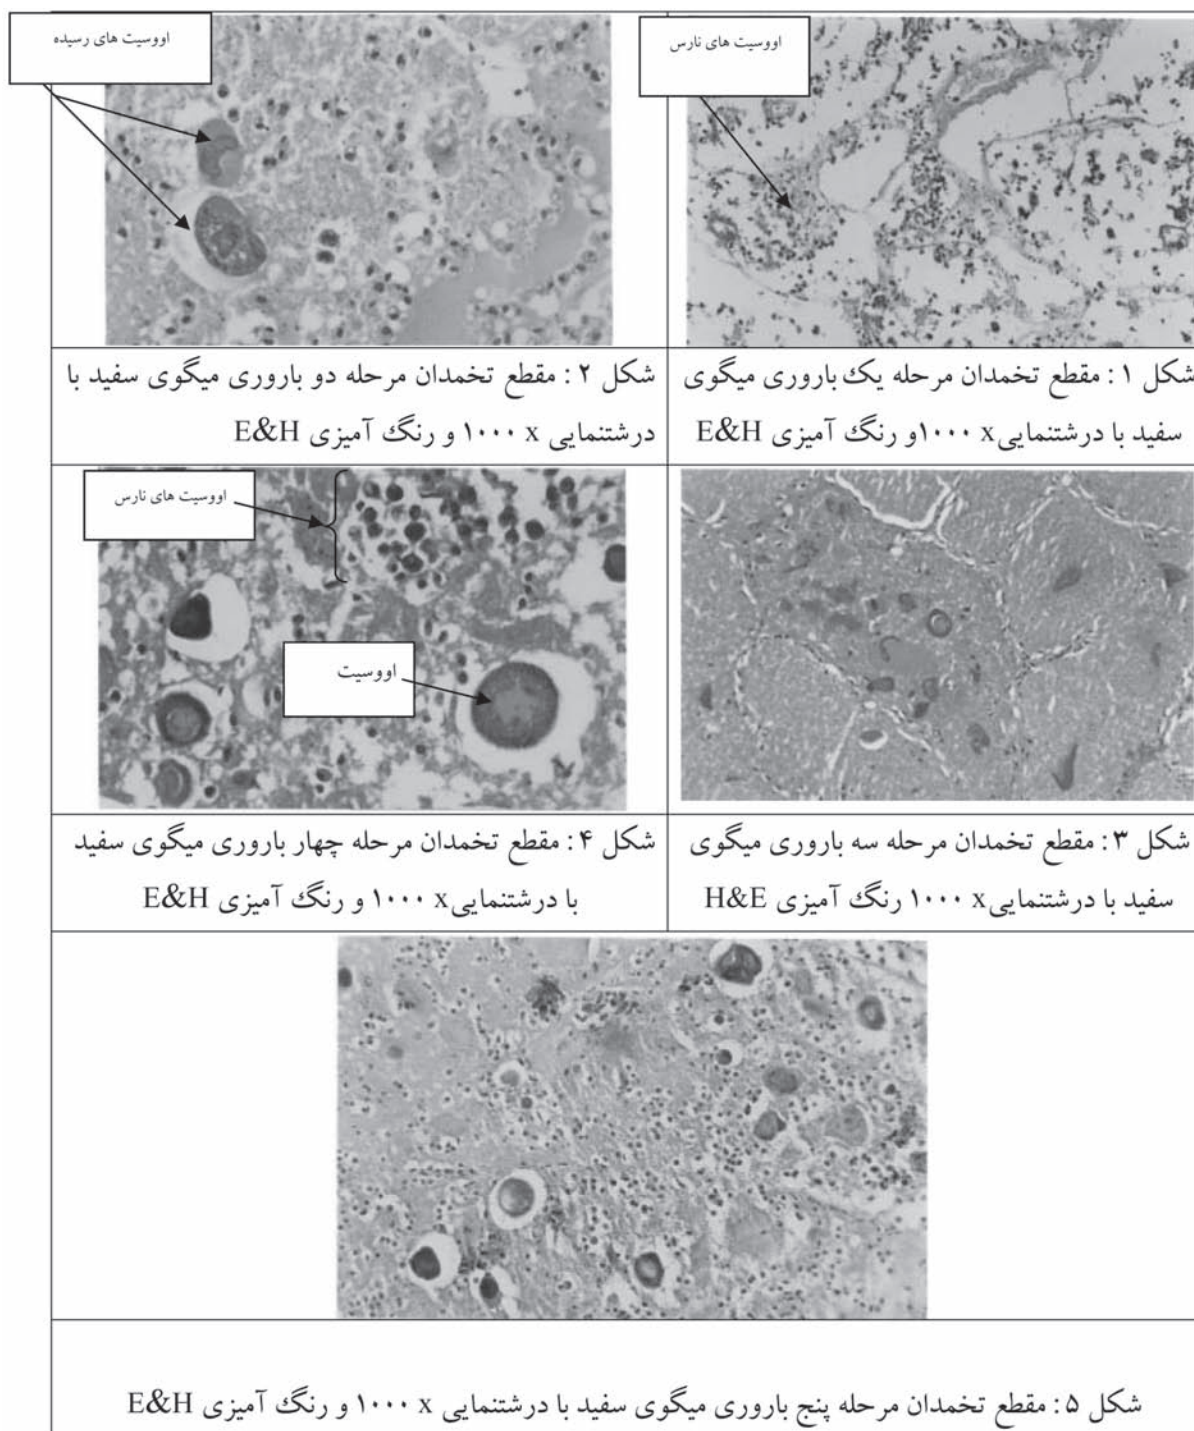 اووسیت های نارس
شکل ۱ : مقطع تخمدان مرحله یک باروری میگوی
سفید با درشتنمایی x ۱۰۰۰و رنگ آمیزی E&H
اووسیت های رسیده
شکل ۲ : مقطع تخمدان مرحله دو باروری میگوی سفید با
درشتنمایی x ۱۰۰۰ و رنگ آمیزی E&H
شکل ۳ : مقطع تخمدان مرحله سه باروری میگوی
سفید با درشتنمایی x ۱۰۰۰ رنگ آمیزی H&E
اووسیت های نارس
اووسیت
شکل ۴ : مقطع تخمدان مرحله چهار باروری میگوی سفید
با درشتنمایی x ۱۰۰۰ و رنگ آمیزی E&H
شکل ۵ : مقطع تخمدان مرحله پنج باروری میگوی سفید با درشتنمایی x ۱۰۰۰ و رنگ آمیزی E&H